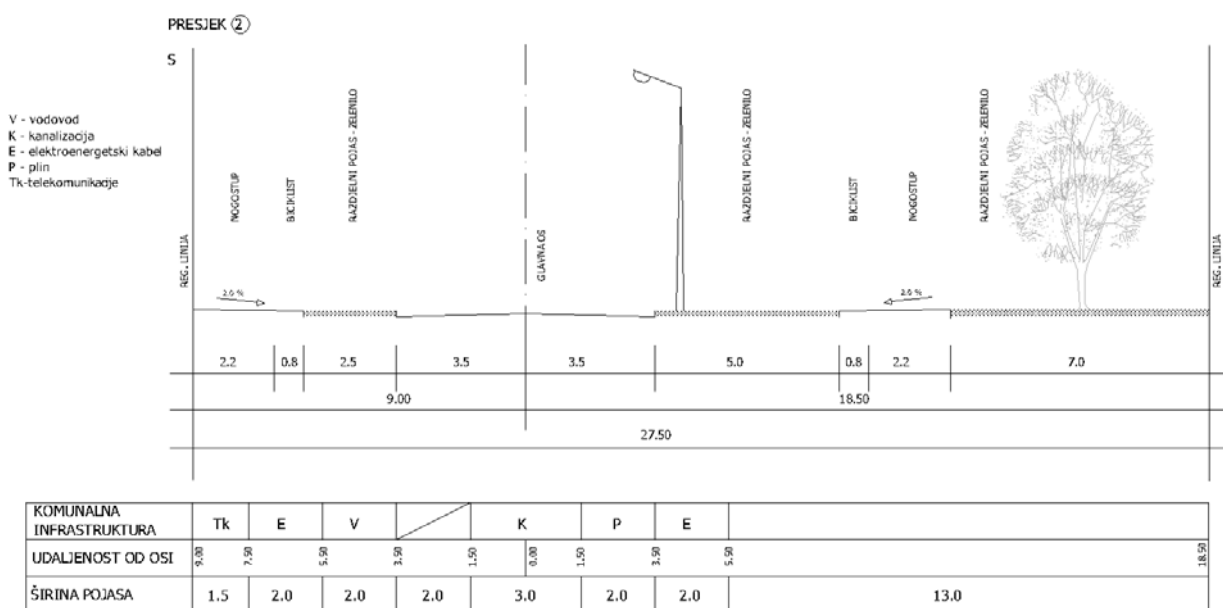 PRESJEK 2
S
V - vodovod
K - kanalizacija
E - elektroenergetski kabel
P - plin
Tk-telekomunikacije
REG. LINIJA
NOGOSTUP
BICIKLIST
RAZDJELNI POJAS - ZELENILO
GLAVNA OS
RAZDJELNI POJAS - ZELENILO
BICIKLIST
NOGOSTUP
RAZDJELNI POJAS - ZELENILO
REG. LINIJA
2.0 %
2.0 %
2.2 0.8 2.5 3.5 3.5 5.0 0.8 2.2 7.0
9.00 18.50
27.50
KOMUNALNA INFRASTRUKTURA Tk E V K P E
UDALJENOST OD OSI 9.00 7.50 5.50 3.50 1.50 0.00 1.50 3.50 5.50 18.50
ŠIRINA POJASA 1.5 2.0 2.0 2.0 3.0 2.0 2.0 13.0